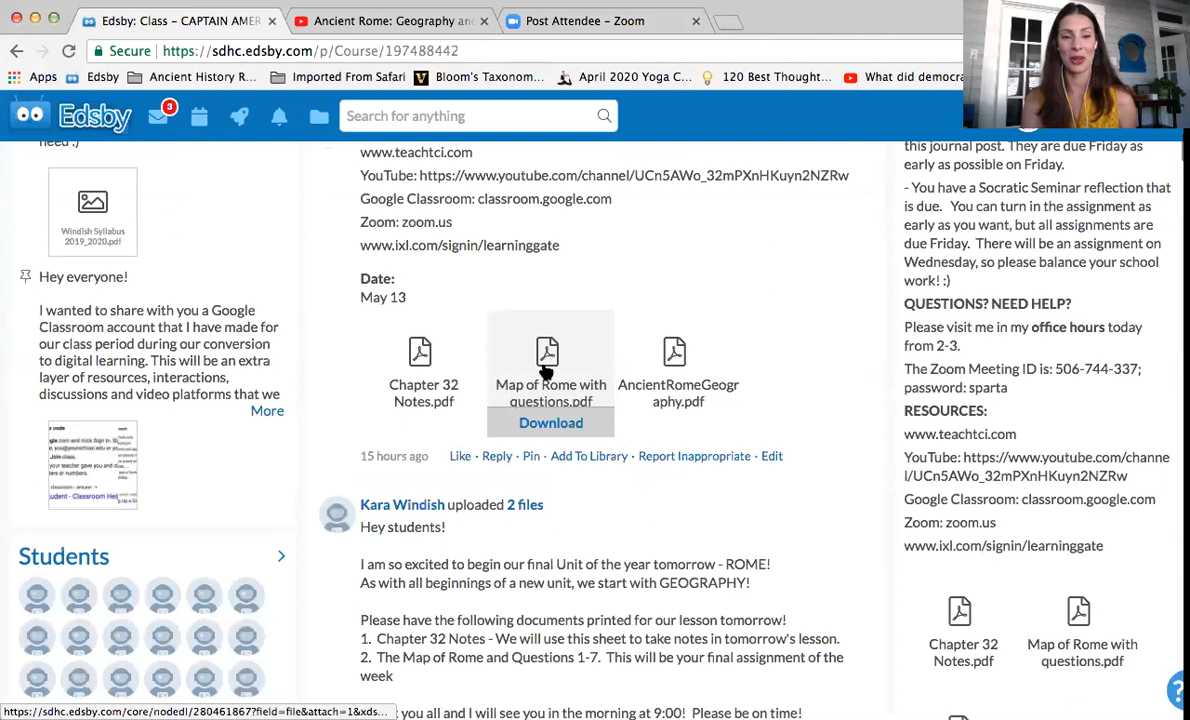 Edsby: Class – CAPTAIN AMER
Ancient Rome: Geography an
Post Attendee – Zoom
Secure
https://sdhc.edsby.com/p/Course/197488442
Apps
Edsby
Ancient History R...
Imported From Safari
Bloom's Taxonom...
April 2020 Yoga C...
120 Best Thought...
What did democra
Edsby
3
Search for anything
need :)
Windish Syllabus
2019_2020.pdf
Hey everyone!
I wanted to share with you a Google
Classroom account that I have made for
our class period during our conversion
to digital learning. This will be an extra
layer of resources, interactions,
discussions and video platforms that we
More
Students
https://sdhc.edsby.com/core/nodedl/280461867?field=file&attach=1&xds...
www.teachtci.com
YouTube: https://www.youtube.com/channel/UCn5AWo_32mPXnHKuyn2NZRw
Google Classroom: classroom.google.com
Zoom: zoom.us
www.ixl.com/signin/learninggate
Date:
May 13
Chapter 32
Notes.pdf
Map of Rome with
questions.pdf
Download
AncientRomeGeogr
aphy.pdf
15 hours ago
Like · Reply · Pin · Add To Library · Report Inappropriate · Edit
Kara Windish uploaded 2 files
Hey students!
I am so excited to begin our final Unit of the year tomorrow - ROME!
As with all beginnings of a new unit, we start with GEOGRAPHY!
Please have the following documents printed for our lesson tomorrow!
1. Chapter 32 Notes - We will use this sheet to take notes in tomorrow's lesson.
2. The Map of Rome and Questions 1-7. This will be your final assignment of the
week
you all and I will see you in the morning at 9:00! Please be on time!
this journal post. They are due Friday as
early as possible on Friday.
- You have a Socratic Seminar reflection that
is due. You can turn in the assignment as
early as you want, but all assignments are
due Friday. There will be an assignment on
Wednesday, so please balance your school
work! :)
QUESTIONS? NEED HELP?
Please visit me in my office hours today
from 2-3.
The Zoom Meeting ID is: 506-744-337;
password: sparta
RESOURCES:
www.teachtci.com
YouTube: https://www.youtube.com/channe
l/UCn5AWo_32mPXnHKuyn2NZRw
Google Classroom: classroom.google.com
Zoom: zoom.us
www.ixl.com/signin/learninggate
Chapter 32
Notes.pdf
Map of Rome with
questions.pdf
?